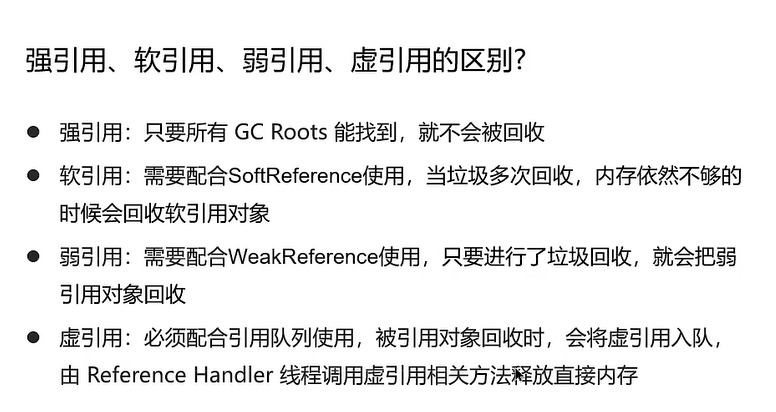 强引用、软引用、弱引用、虚引用的区别?
● 强引用：只要所有 GC Roots 能找到，就不会被回收
● 软引用：需要配合SoftReference使用，当垃圾多次回收，内存依然不够的
时候会回收软引用对象
● 弱引用：需要配合WeakReference使用，只要进行了垃圾回收，就会把弱
引用对象回收
● 虚引用：必须配合引用队列使用，被引用对象回收时，会将虚引用入队，
由 Reference Handler 线程调用虚引用相关方法释放直接内存